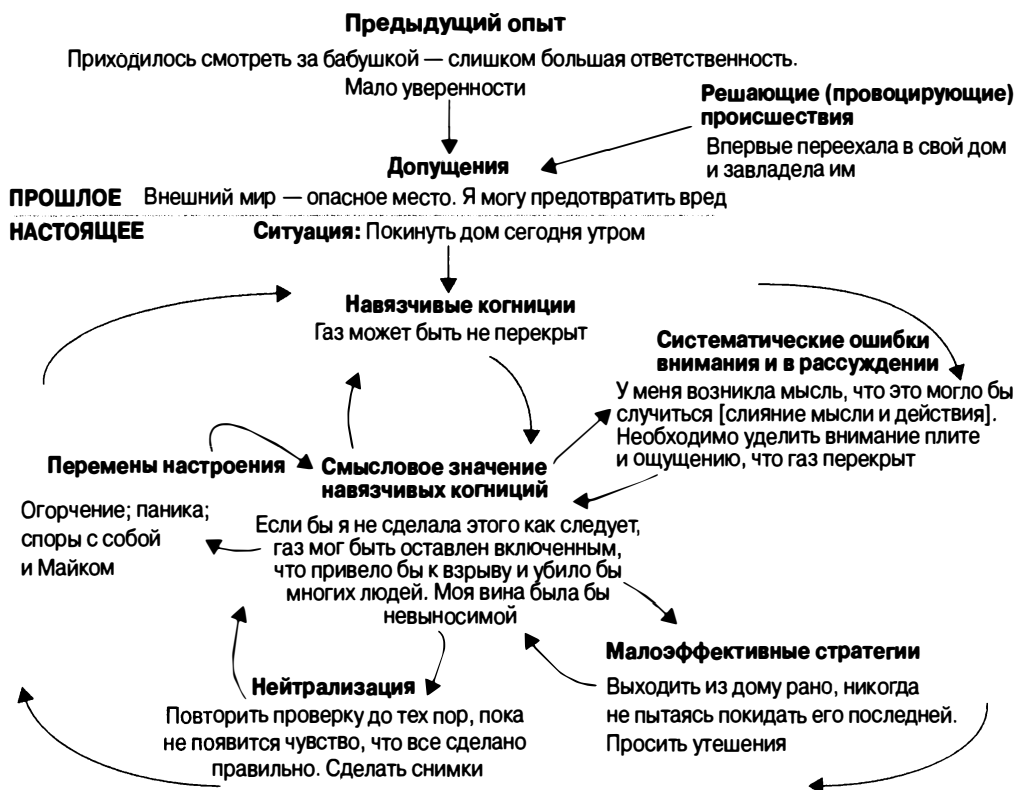 Предыдущий опыт
Приходилось смотреть за бабушкой — слишком большая ответственность.
Мало уверенности
Решающие (провоцирующие)
происшествия
Впервые переехала в свой дом
и завладела им
Допущения
ПРОШЛОЕ Внешний мир — опасное место. Я могу предотвратить вред
НАСТОЯЩЕЕ Ситуация: Покинуть дом сегодня утром
Навязчивые когниции
Газ может быть не перекрыт
Систематические ошибки
внимания и в рассуждении
У меня возникла мысль, что это могло бы
случиться [слияние мысли и действия].
Необходимо уделить внимание плите
и ощущению, что газ перекрыт
Перемены настроения
Огорчение; паника;
споры с собой
и Майком
Смысловое значение
навязчивых когниций
Если бы я не сделала этого как следует,
газ мог быть оставлен включенным,
что привело бы к взрыву и убило бы
многих людей. Моя вина была бы
невыносимой
Малоэффективные стратегии
Выходить из дому рано, никогда
не пытаясь покидать его последней.
Просить утешения
Нейтрализация
Повторить проверку до тех пор, пока
не появится чувство, что все сделано
правильно. Сделать снимки